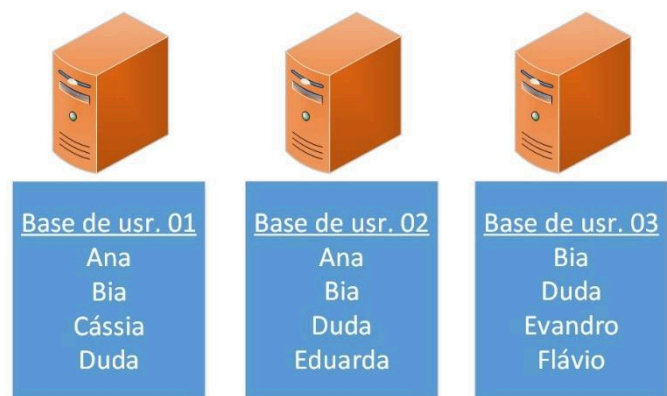 Base de usr. 01
Ana
Bia
Cássia
Duda
Base de usr. 02
Ana
Bia
Duda
Eduarda
Base de usr. 03
Bia
Duda
Evandro
Flávio